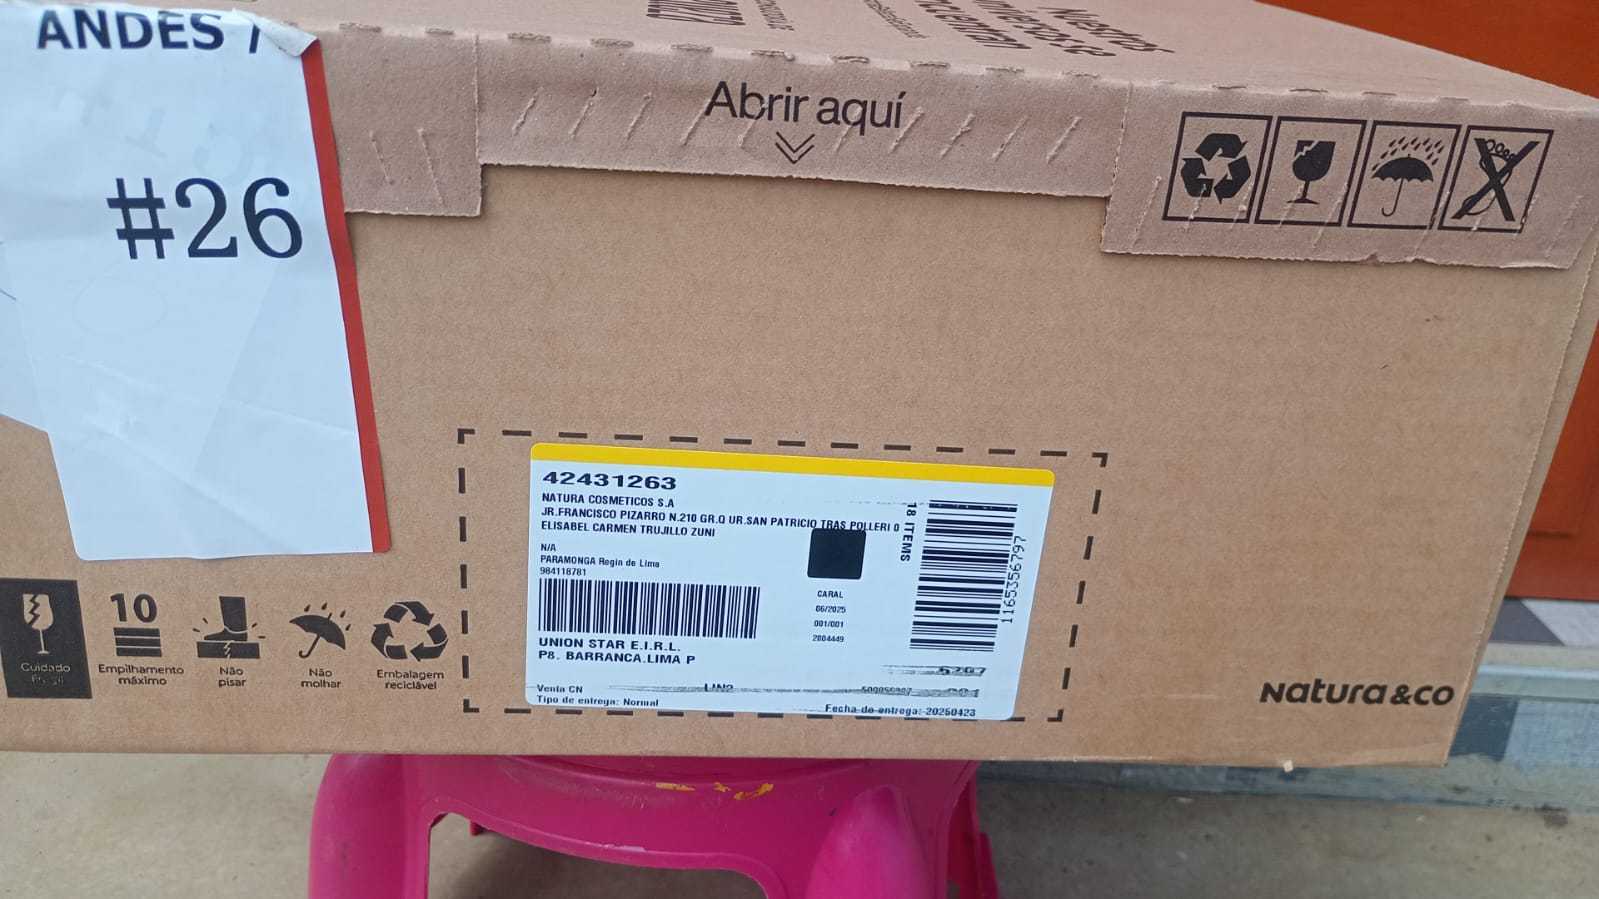 ANDES
#26
Nuestros
Abrir aquí
42431263
NATURA COSMETICOS S.A
JR.FRANCISCO PIZARRO N.210 GR.Q UR.SAN PATRICIO TRAS POLLERI 0
ELISABEL CARMEN TRUJILLO ZUNI
N/A
PARAMONGA Regin de Lima
984118781
UNION STAR E.I.R.L.
P8. BARRANCA.LIMA P
Venta CN
Tipo de entrega: Normal
CARAL
06/2025
001/001
2804449
18 ITEMS
1165356797
Fecha de entrega: 20250423
Cuidado
10
Empilhamento
máximo
Não
pisar
Não
molhar
Embalagem
reciclável
Natura &co